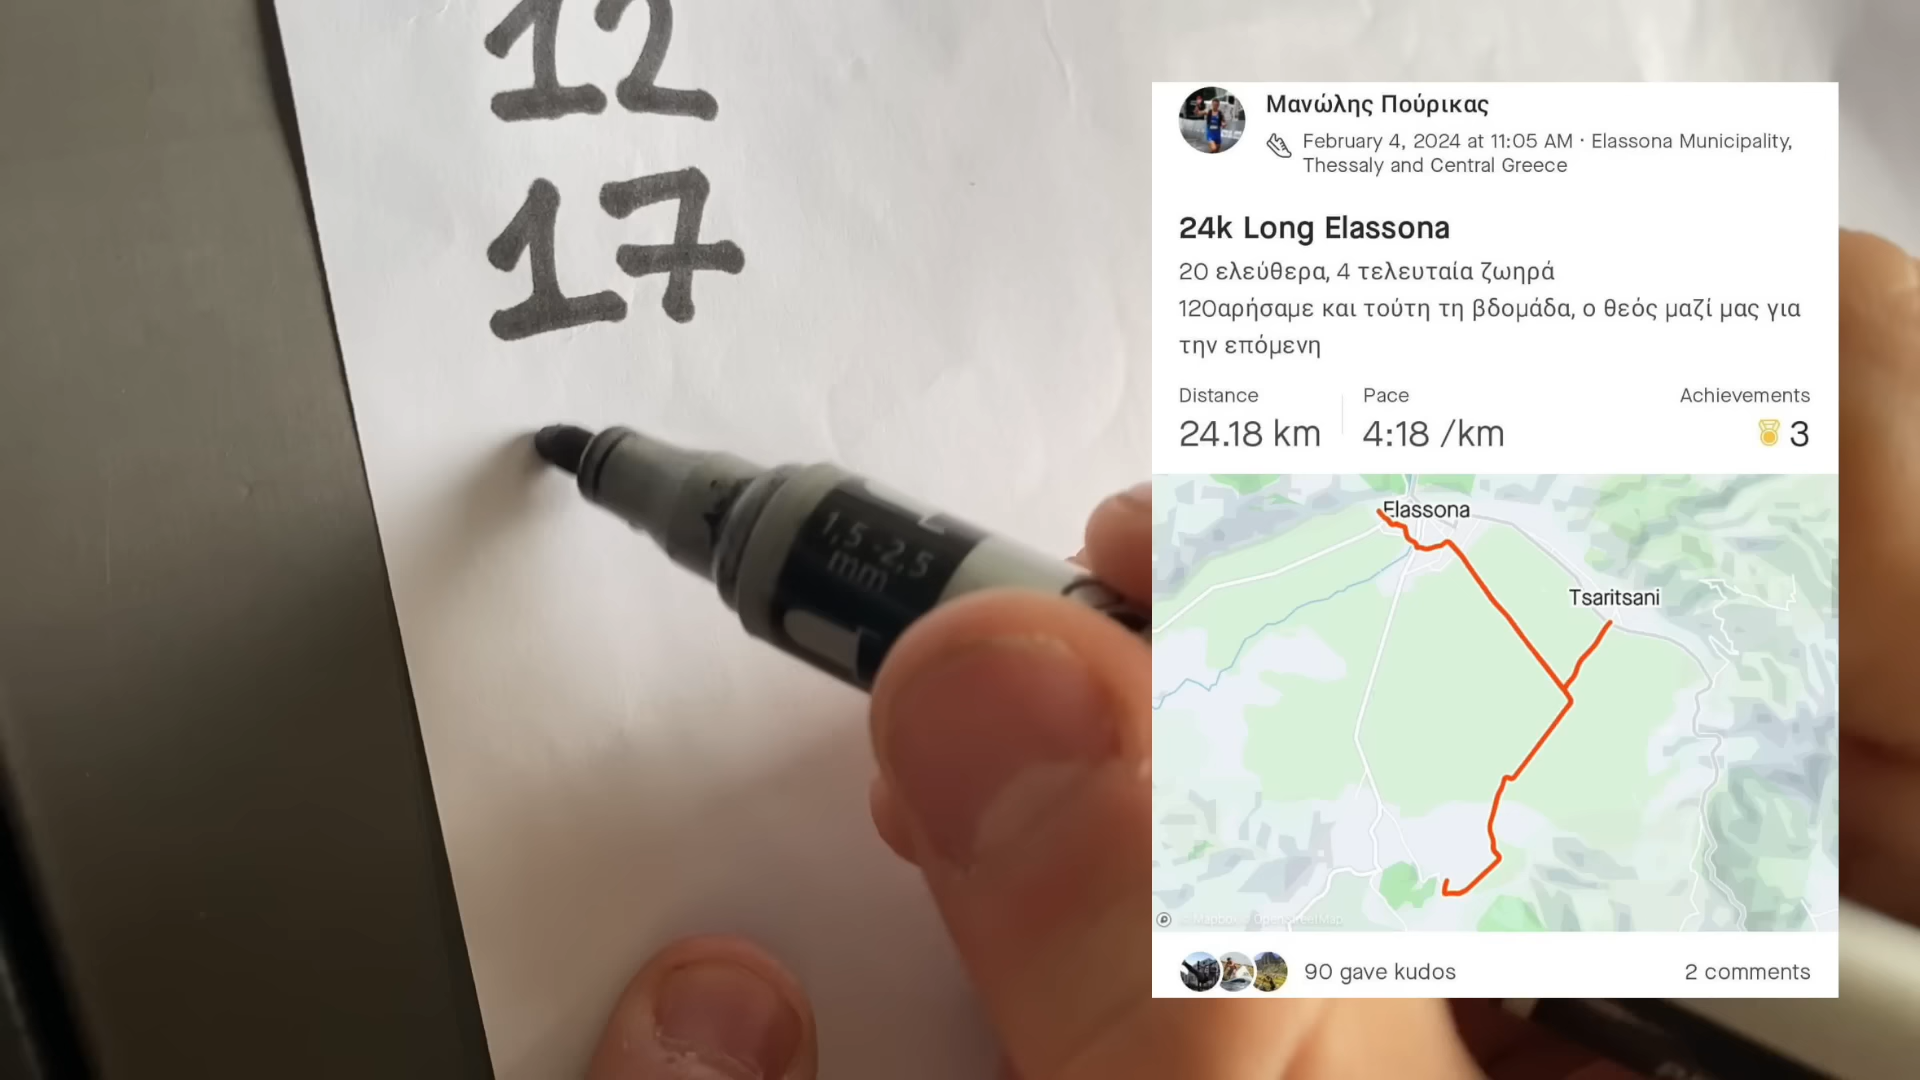 12
17
1,5-2,5
mm
Μανώλης Πούρικας
February 4, 2024 at 11:05 AM · Elassona Municipality,
Thessaly and Central Greece
24k Long Elassona
20 ελεύθερα, 4 τελευταία ζωηρά
120αρήσαμε και τούτη τη βδομάδα, ο θεός μαζί μας για
την επόμενη
Distance
Pace
Achievements
24.18 km
4:18 /km
3
Elassona
Tsaritsani
© Mapbox © OpenStreetMap
90 gave kudos
2 comments